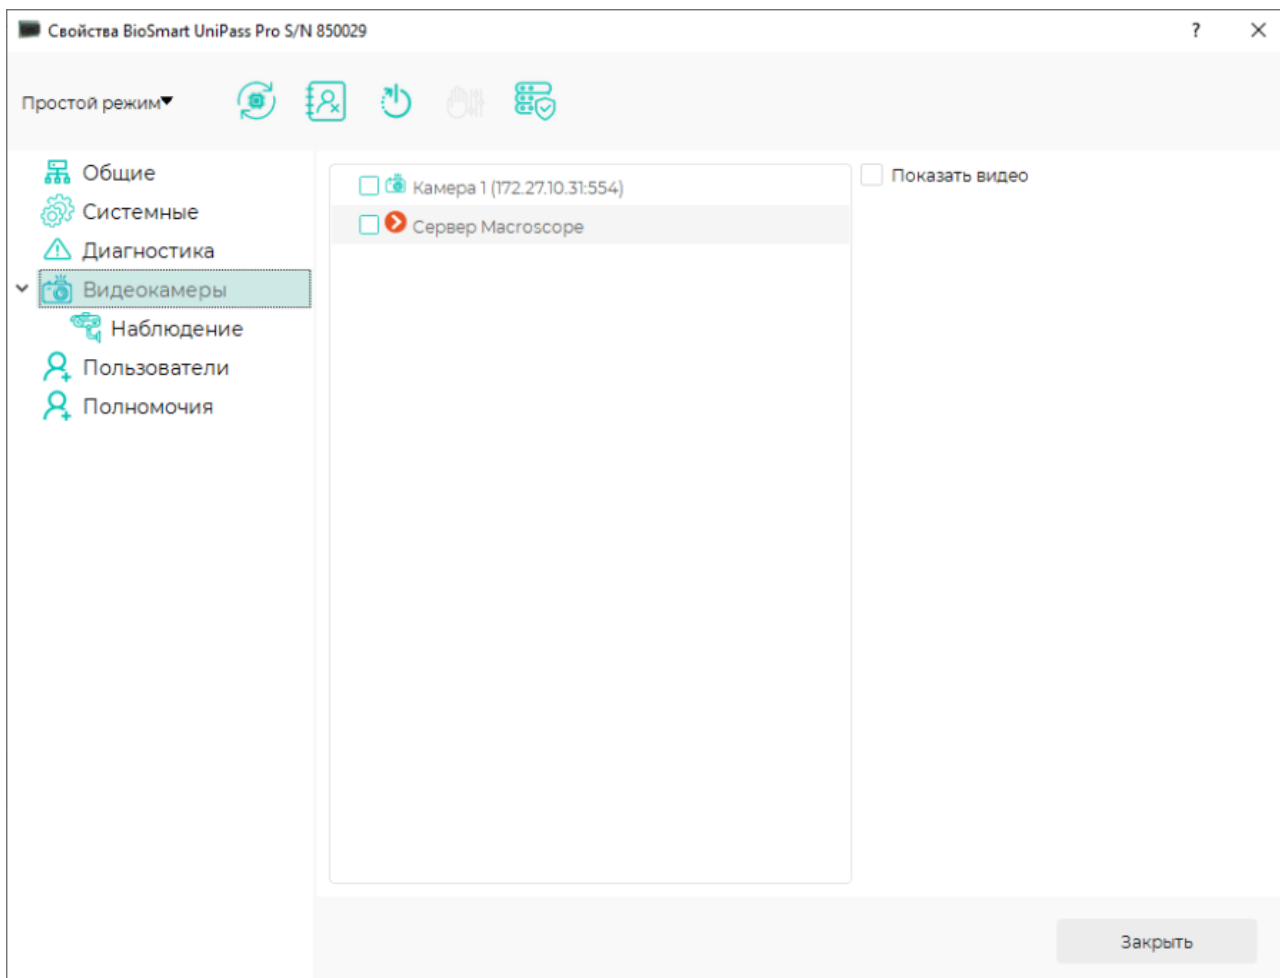 Свойства BioSmart UniPass Pro S/N 850029
?
Простой режим
Общие
Системные
Диагностика
Видеокамеры
Наблюдение
Пользователи
Полномочия
Камера 1 (172.27.10.31:554)
Сервер Macroscope
Показать видео
Закрыть